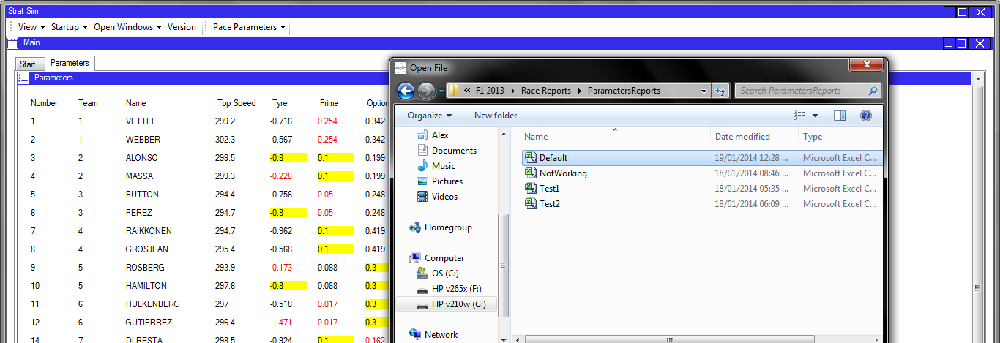 Strat Sim
View Startup Open Windows Version Pace Parameters
Main
Start Parameters
Parameters
Number Team Name Top Speed Tyre Prime Option
1 1 VETTEL 299.2 -0.716 0.254 0.342
2 1 WEBBER 302.3 -0.567 0.254 0.342
3 2 ALONSO 299.5 -0.8 0.1 0.199
4 2 MASSA 299.3 -0.228 0.1 0.199
5 3 BUTTON 294.4 -0.756 0.05 0.248
6 3 PEREZ 294.7 -0.8 0.05 0.248
7 4 RAIKKONEN 294.7 -0.962 0.1 0.419
8 4 GROSJEAN 295.4 -0.568 0.1 0.419
9 5 ROSBERG 293.9 -0.173 0.088 0.3
10 5 HAMILTON 297.6 -0.8 0.088 0.3
11 6 HULKENBERG 297 -0.518 0.017 0.3
12 6 GUTIERREZ 296.4 -1.471 0.017 0.3
14 7 DI RESTA 298.5 -0.924 0.1 0.162
Open File
« F1 2013 Race Reports ParametersReports Search ParametersReports
Organize New folder
Alex
Documents
Music
Pictures
Videos
Homegroup
Computer
OS (C:)
HP v265x (F:)
HP v210w (G:)
Network
Name Date modified Type
Default 19/01/2014 12:28 ... Microsoft Excel C...
NotWorking 18/01/2014 08:46 ... Microsoft Excel C...
Test1 18/01/2014 05:35 ... Microsoft Excel C...
Test2 18/01/2014 06:09 ... Microsoft Excel C...